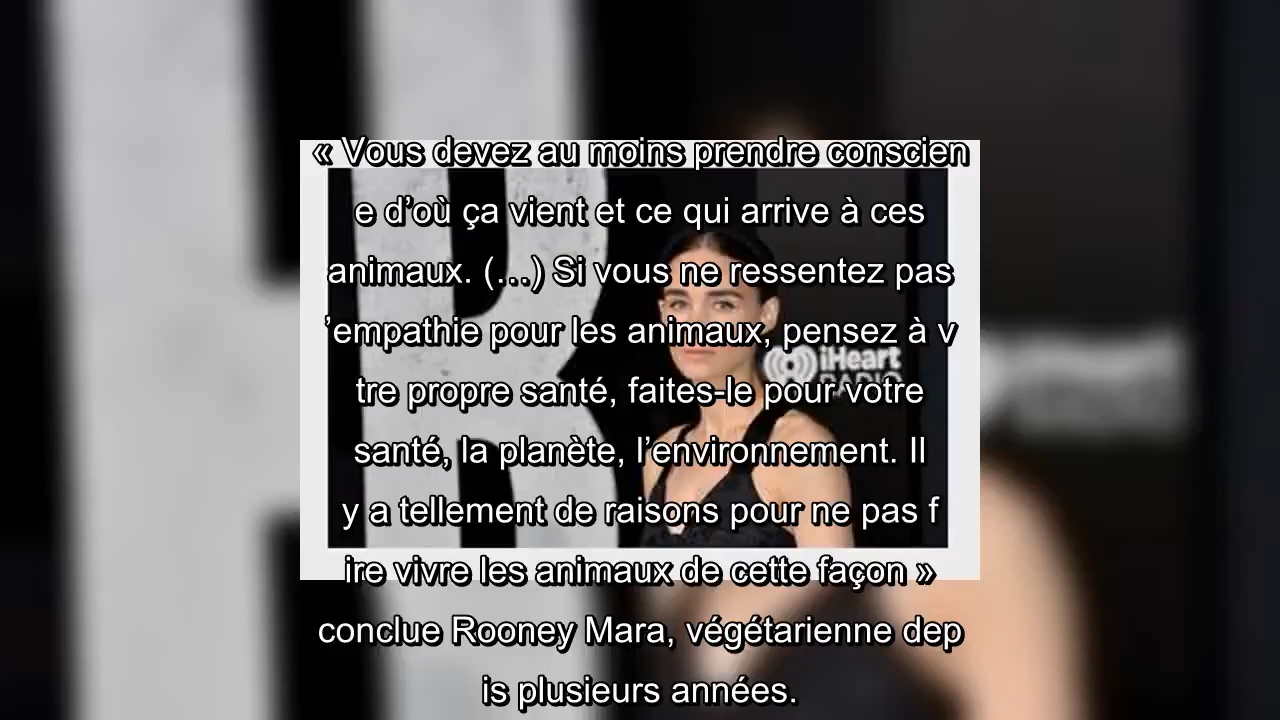 « Vous devez au moins prendre conscien
e d’où ça vient et ce qui arrive à ces
animaux. (…) Si vous ne ressentez pas
’empathie pour les animaux, pensez à v
tre propre santé, faites-le pour votre
santé, la planète, l’environnement. Il
y a tellement de raisons pour ne pas f
ire vivre les animaux de cette façon »
conclue Rooney Mara, végétarienne dep
is plusieurs années.
iHeart
RADIO